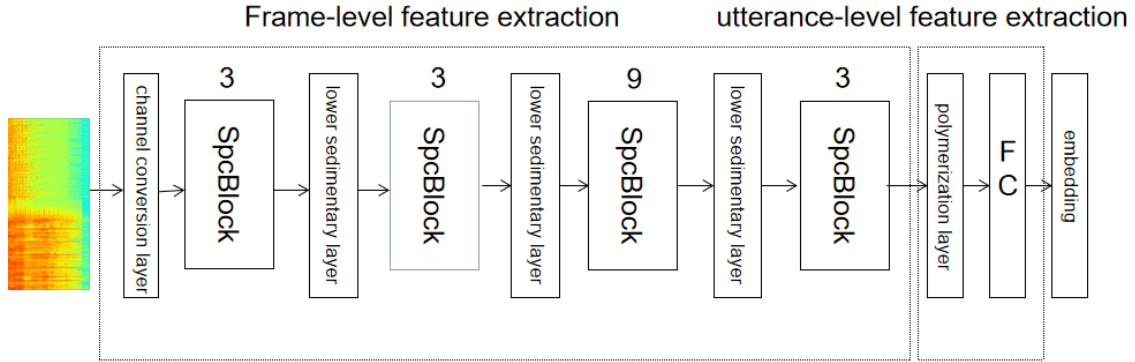 Frame-level feature extraction
utterance-level feature extraction
channel conversion layer
3
SpcBlock
lower sedimentary layer
3
SpcBlock
lower sedimentary layer
9
SpcBlock
lower sedimentary layer
3
SpcBlock
polymerization layer
F
C
embedding